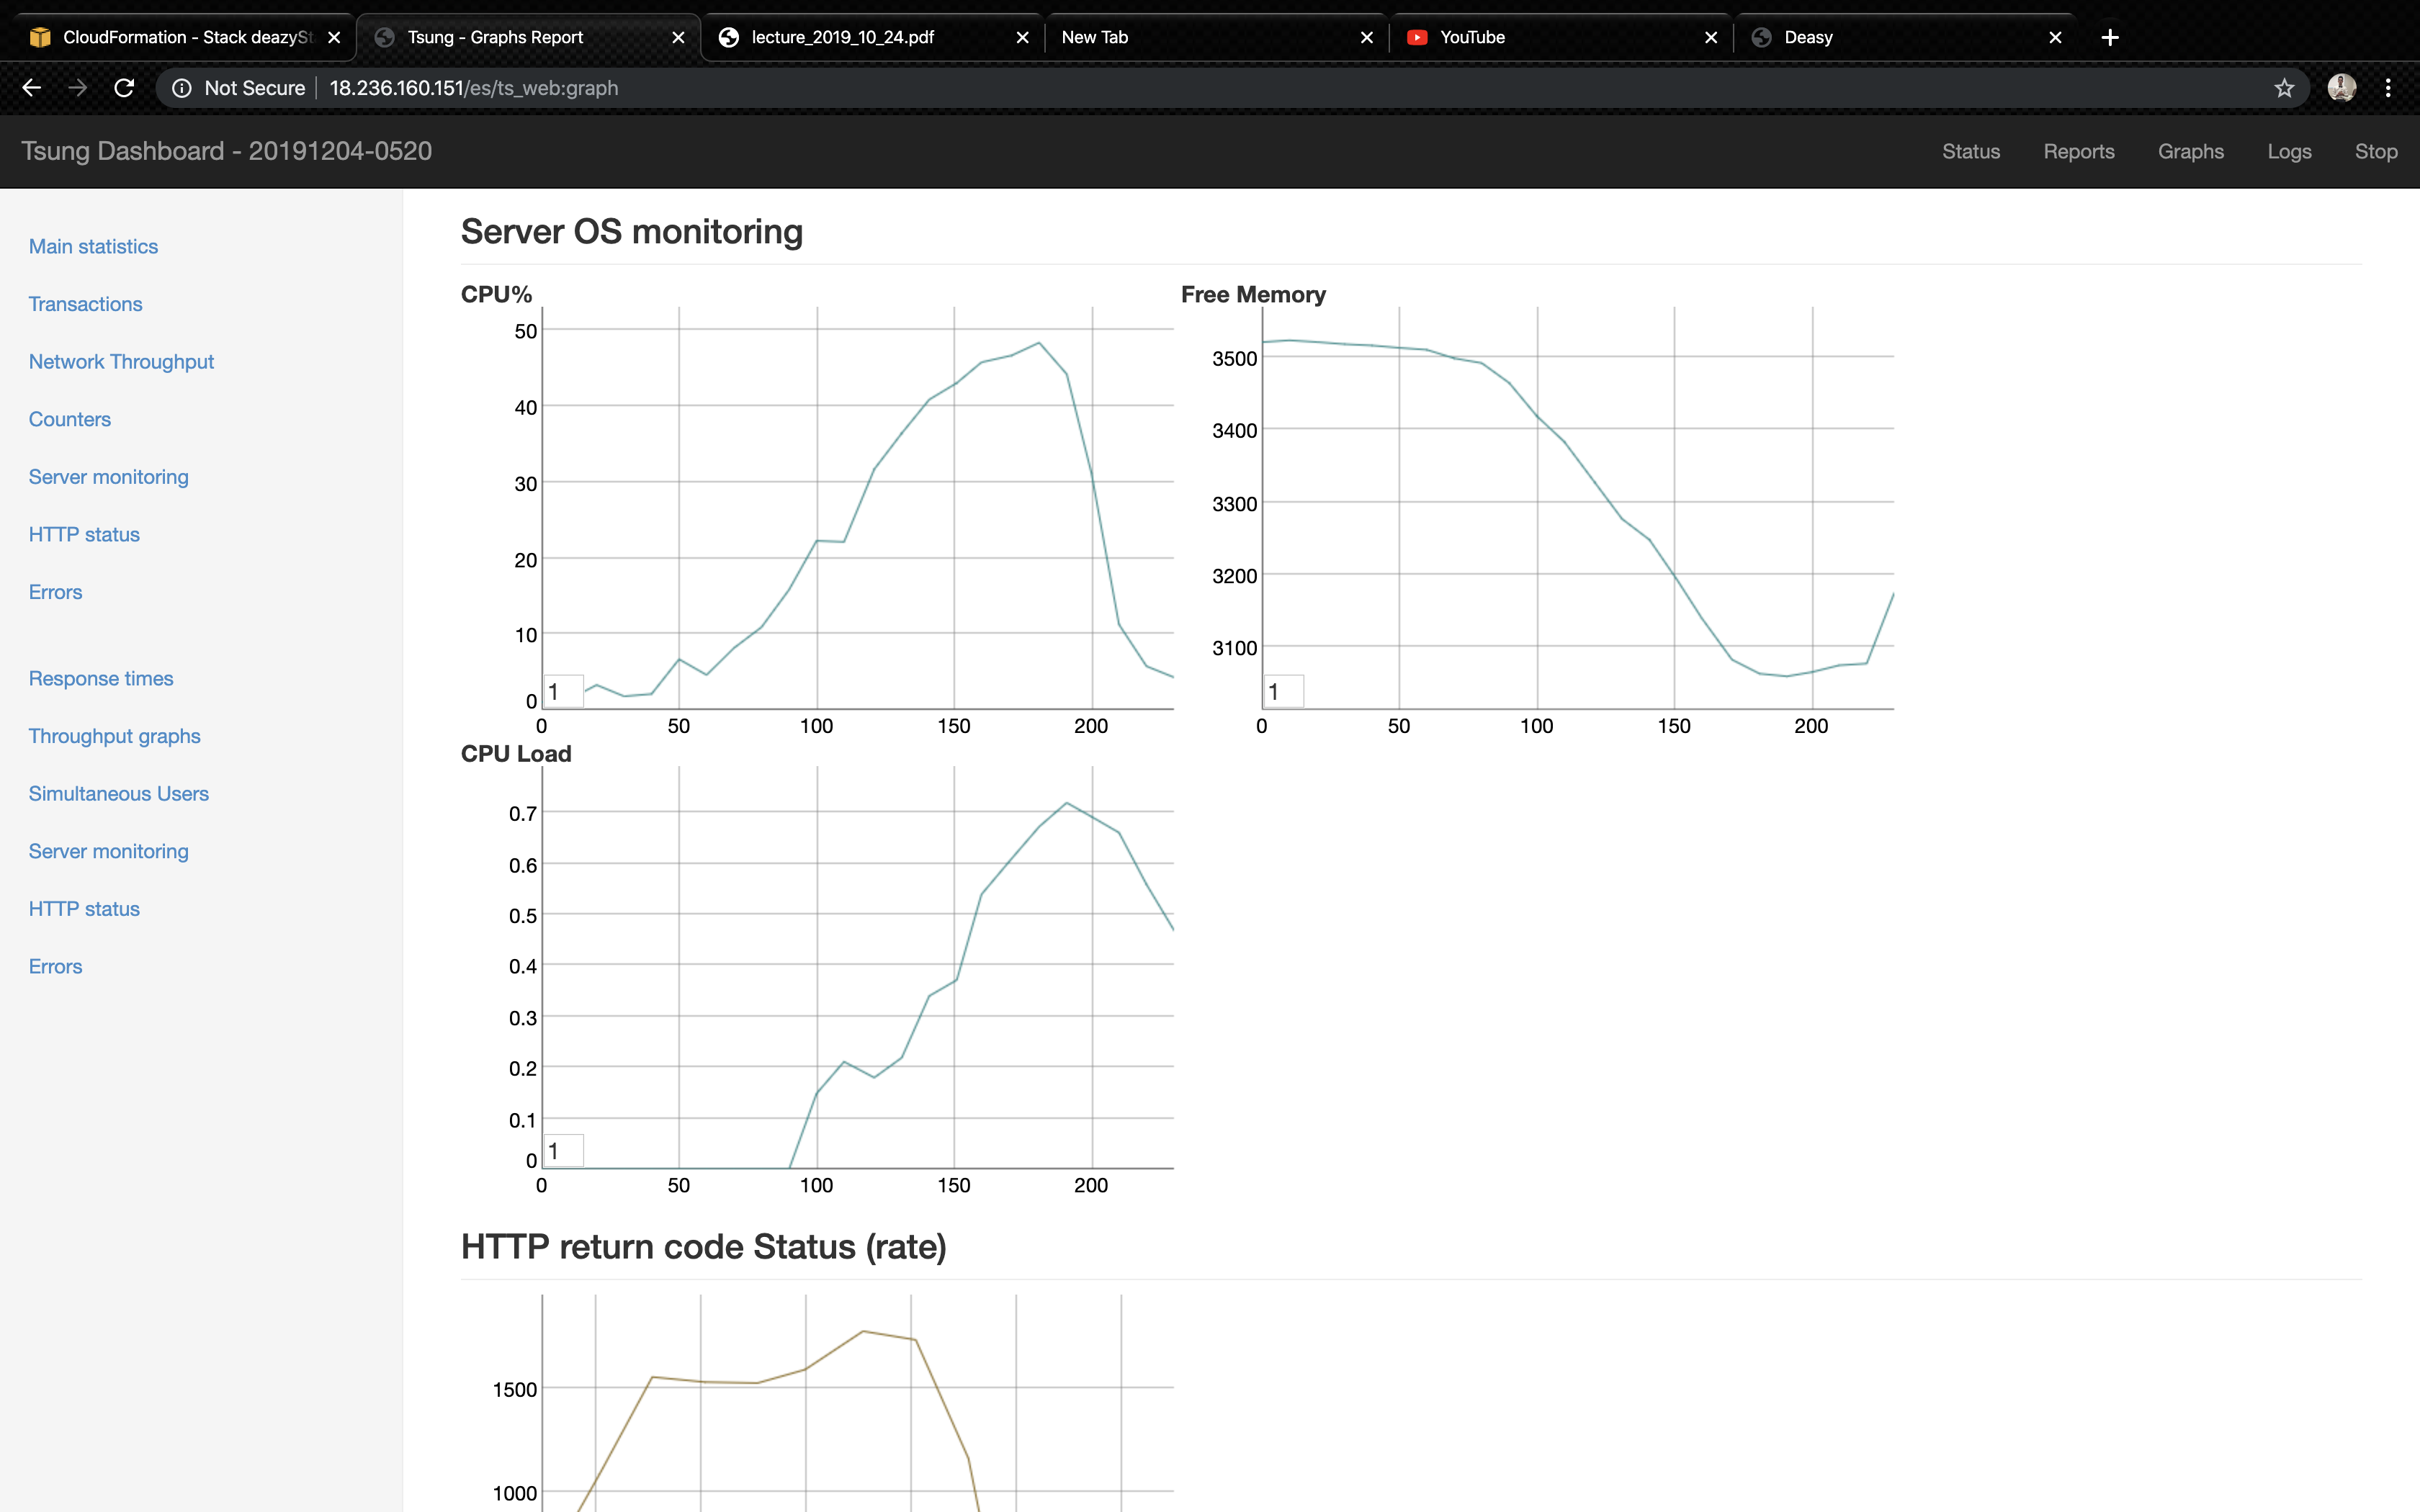 CloudFormation - Stack deazySt
Tsung - Graphs Report
lecture_2019_10_24.pdf
New Tab
YouTube
Deasy
Not Secure 18.236.160.151/es/ts_web:graph
Tsung Dashboard - 20191204-0520
Status Reports Graphs Logs Stop
Main statistics
Transactions
Network Throughput
Counters
Server monitoring
HTTP status
Errors
Response times
Throughput graphs
Simultaneous Users
Server monitoring
HTTP status
Errors
Server OS monitoring
CPU%
50
40
30
20
10
0
1
0 50 100 150 200
Free Memory
3500
3400
3300
3200
3100
1
0 50 100 150 200
CPU Load
0.7
0.6
0.5
0.4
0.3
0.2
0.1
0
1
0 50 100 150 200
HTTP return code Status (rate)
1500
1000